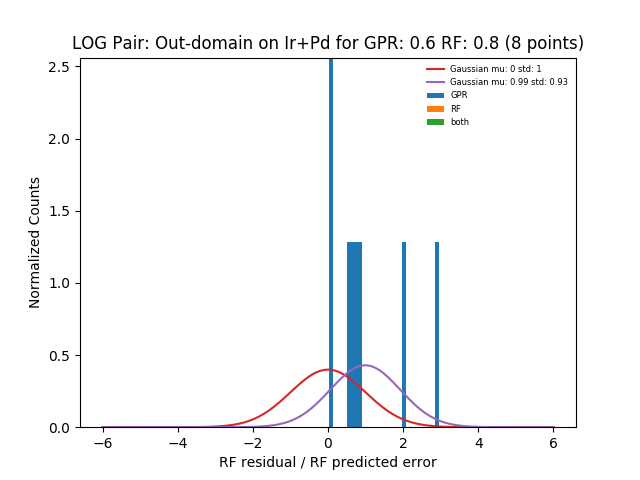 LOG Pair: Out-domain on Ir+Pd for GPR: 0.6 RF: 0.8 (8 points)
Gaussian mu: 0 std: 1
Gaussian mu: 0.99 std: 0.93
GPR
RF
both
Normalized Counts
2.5
2.0
1.5
1.0
0.5
0.0
−6
−4
−2
0
2
4
6
RF residual / RF predicted error